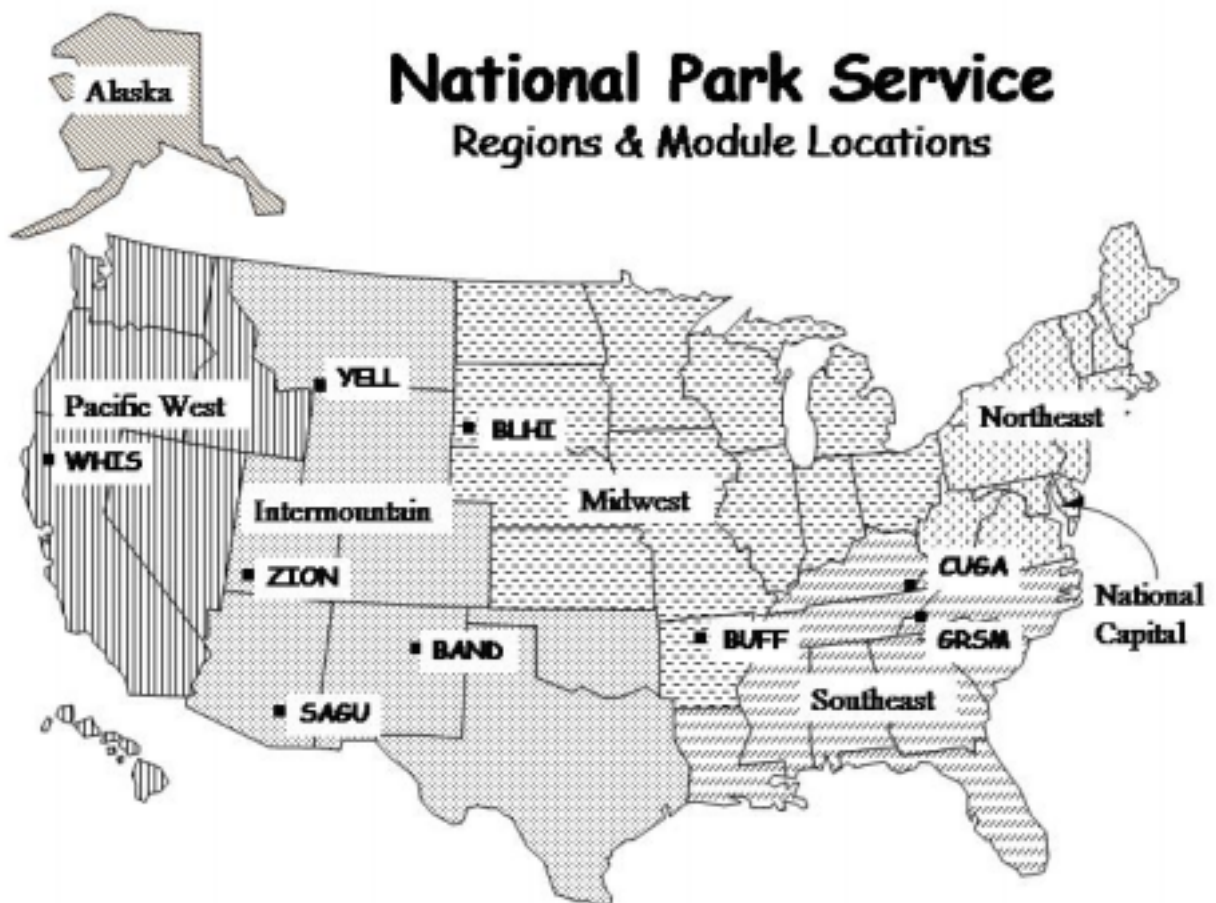 National Park Service
Regions & Module Locations
Alaska
YELL
Pacific West
BLHI
Northeast
WHIS
Intermountain
Midwest
ZION
CUGA
National
Capital
BAND
BUFF
GRSM
SAGU
Southeast